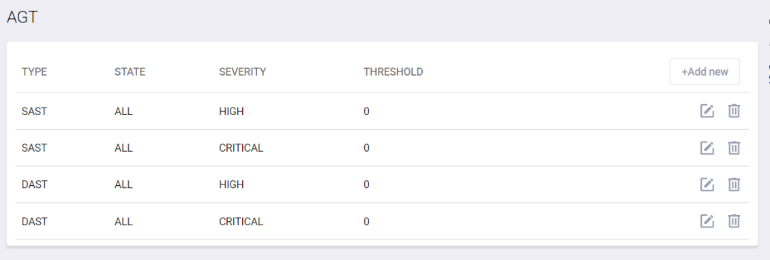 AGT
TYPE STATE SEVERITY THRESHOLD +Add new
SAST ALL HIGH 0
SAST ALL CRITICAL 0
DAST ALL HIGH 0
DAST ALL CRITICAL 0